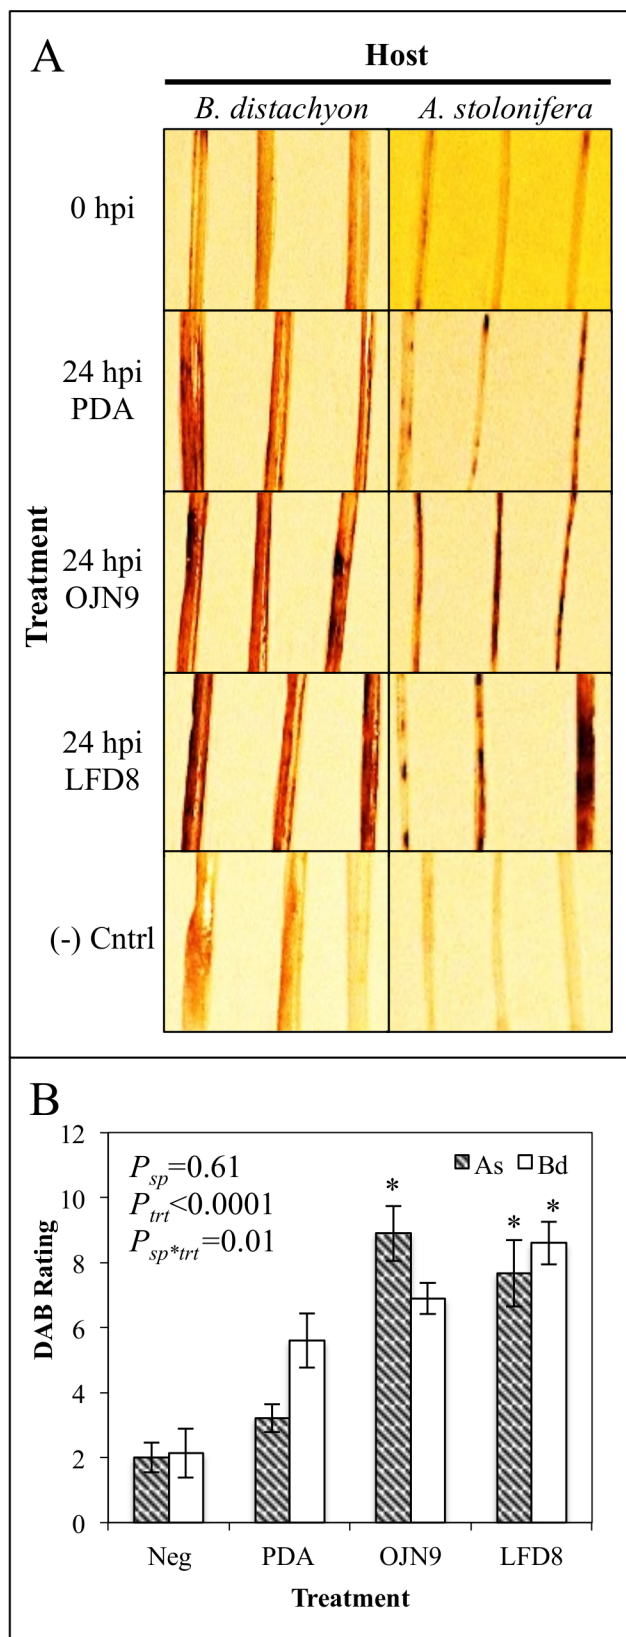 A
Host
B. distachyon
A. stolonifera
Treatment
0 hpi
24 hpi
PDA
24 hpi
OJN9
24 hpi
LFD8
(-) Cntrl
B
12
10
8
6
4
2
0
DAB Rating
Psp=0.61
Ptrt<0.0001
Psp*trt=0.01
As
Bd
*
*
*
Neg
PDA
OJN9
LFD8
Treatment